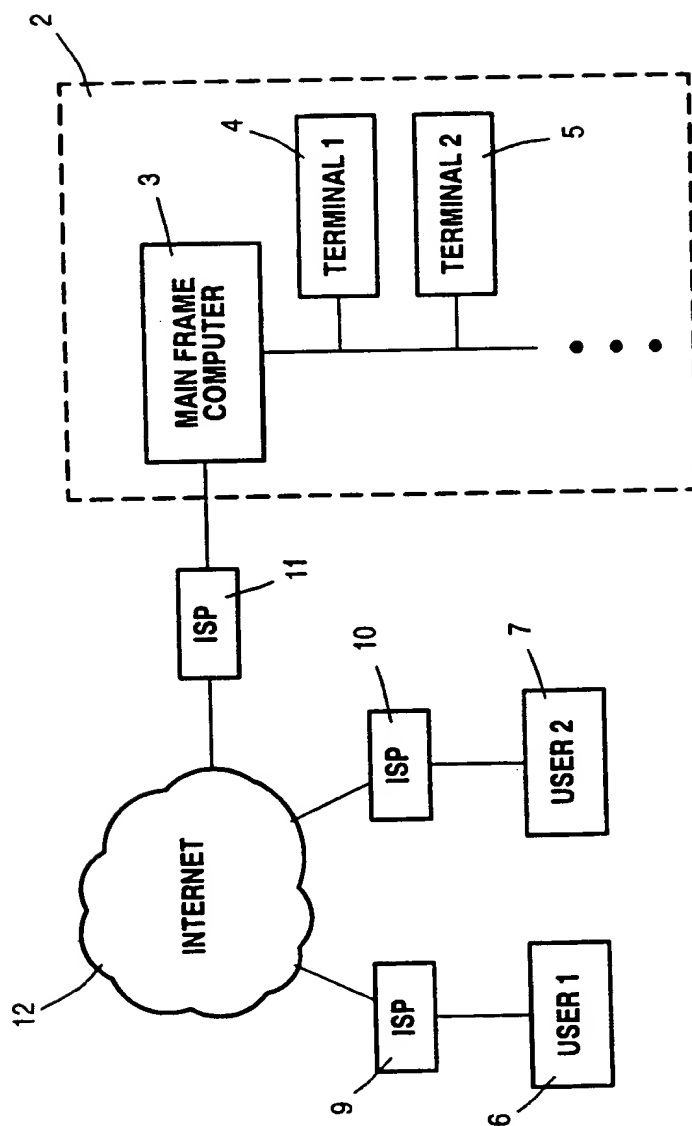 2
3
MAIN FRAME
COMPUTER
4
TERMINAL 1
TERMINAL 2
5
ISP
11
12
INTERNET
10
ISP
9
ISP
7
USER 2
6
USER 1